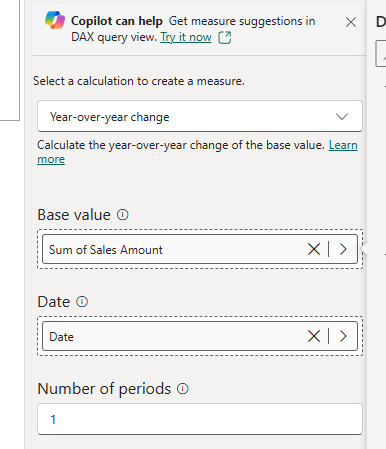 Copilot can help Get measure suggestions in
DAX query view. Try it now
Select a calculation to create a measure.
Year-over-year change
Calculate the year-over-year change of the base value. Learn
more
Base value
Sum of Sales Amount
Date
Date
Number of periods
1
D